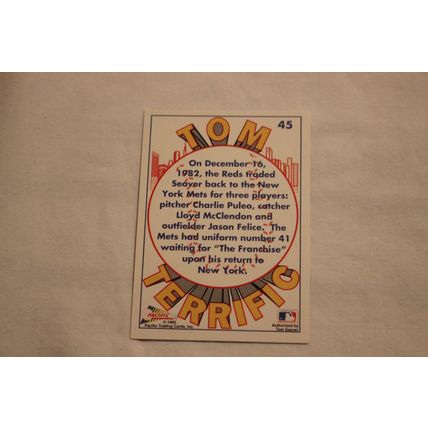 45
TOM
On December 16,
1982, the Reds traded
Seaver back to the New
York Mets for three players:
pitcher Charlie Puleo, catcher
Lloyd McClendon and
outfielder Jason Felice. The
Mets had uniform number 41
waiting for "The Franchise"
upon his return to
New York.
TERRIFIC
PACIFIC
© 1992
Pacific Trading Cards, Inc.
Authorized by
Tom Seaver